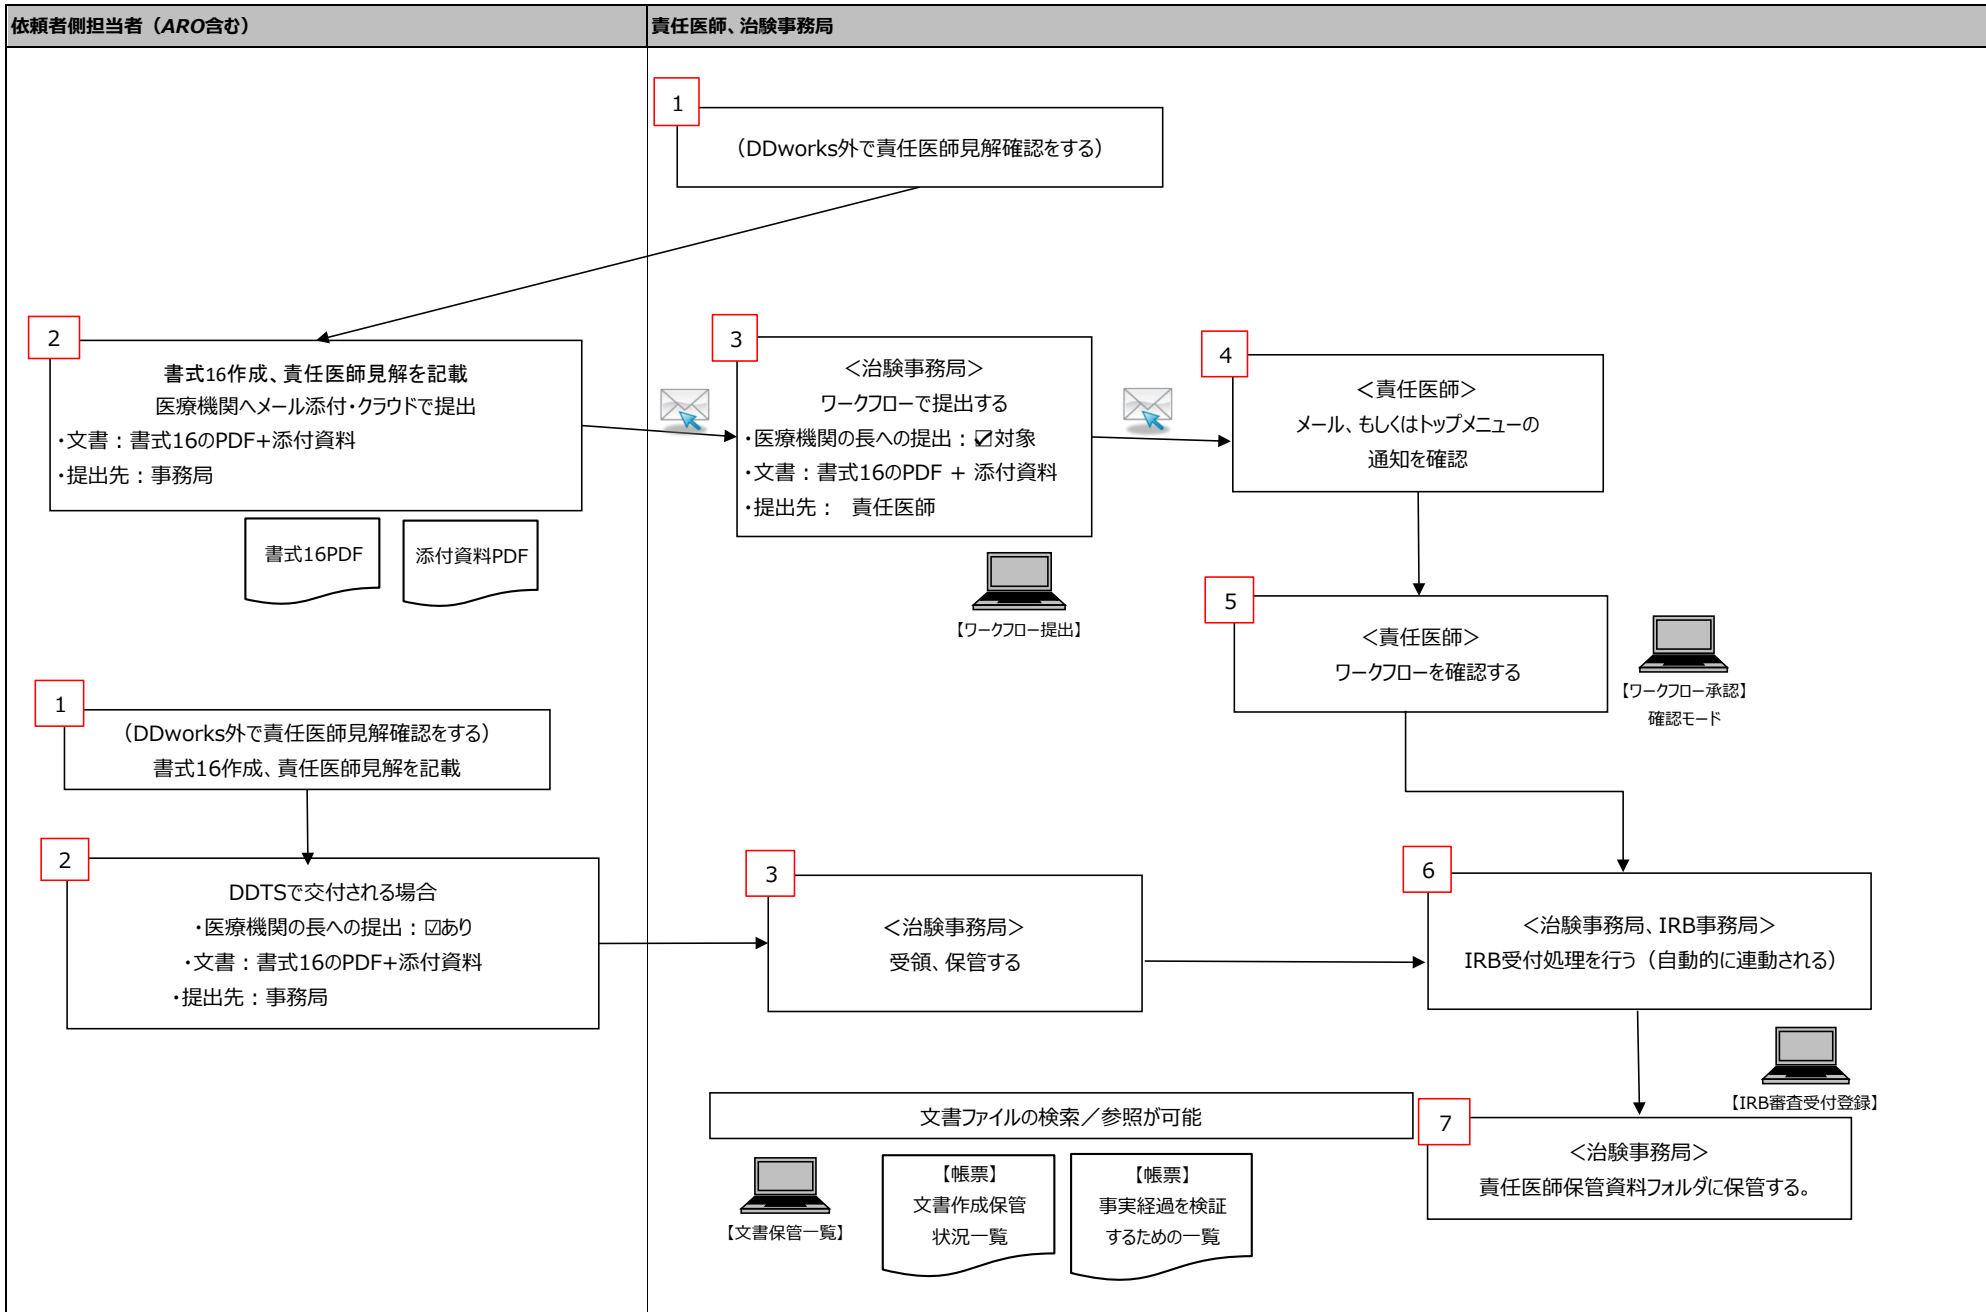 依頼者側担当者（ARO含む）
責任医師、治験事務局
1
（DDworks外で責任医師見解確認をする）
2
書式16作成、責任医師見解を記載
医療機関へメール添付・クラウドで提出
・文書：書式16のPDF+添付資料
・提出先：事務局
書式16PDF
添付資料PDF
3
＜治験事務局＞
ワークフローで提出する
・医療機関の長への提出：☑対象
・文書：書式16のPDF + 添付資料
・提出先： 責任医師
【ワークフロー提出】
4
＜責任医師＞
メール、もしくはトップメニューの
通知を確認
5
＜責任医師＞
ワークフローを確認する
【ワークフロー承認】
確認モード
1
（DDworks外で責任医師見解確認をする）
書式16作成、責任医師見解を記載
2
DDTSで交付される場合
・医療機関の長への提出：☑あり
・文書：書式16のPDF+添付資料
・提出先：事務局
3
＜治験事務局＞
受領、保管する
6
＜治験事務局、IRB事務局＞
IRB受付処理を行う（自動的に連動される）
【IRB審査受付登録】
7
＜治験事務局＞
責任医師保管資料フォルダに保管する。
文書ファイルの検索／参照が可能
【文書保管一覧】
【帳票】
文書作成保管
状況一覧
【帳票】
事実経過を検証
するための一覧